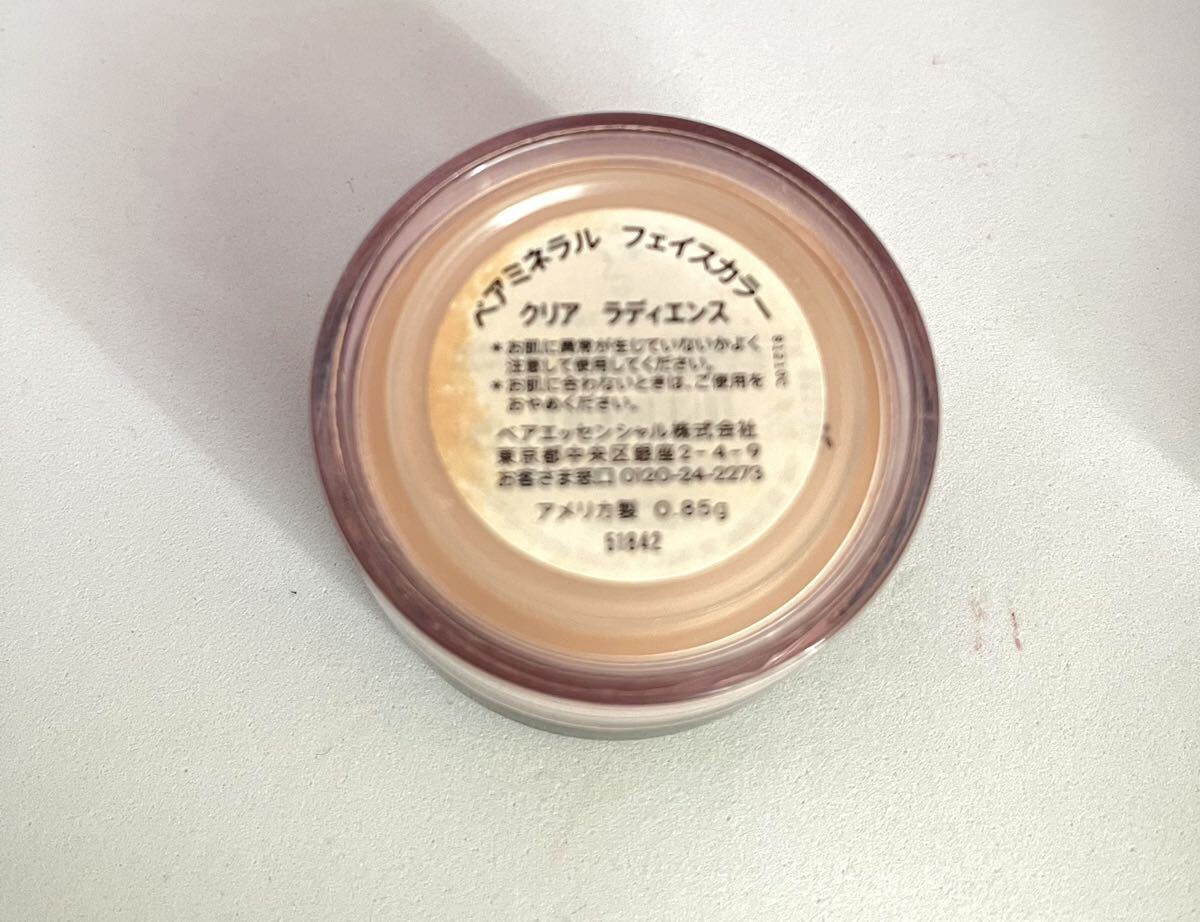 ベアミネラル フェイスカラー
クリア ラディエンス
*お肌に異常が生じていないかよく
注意して使用してください。
*お肌に合わないときは、ご使用を
おやめください。
ベアエッセンシャル株式会社
東京都中央区銀座2-4-9
お客さま窓口 0120-24-2273
アメリカ製 0.85g
51842